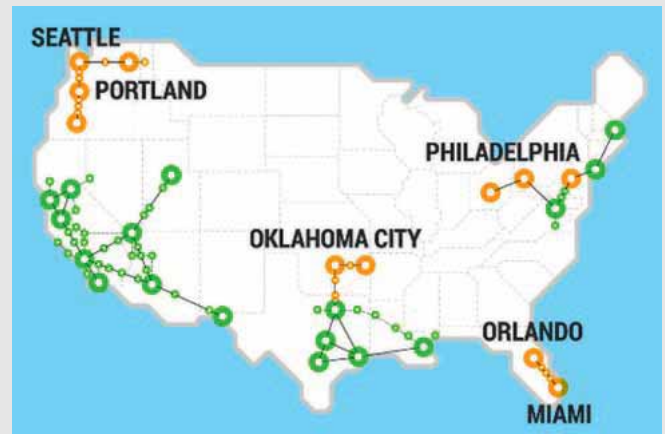 SEATTLE
PORTLAND
PHILADELPHIA
OKLAHOMA CITY
ORLANDO
MIAMI